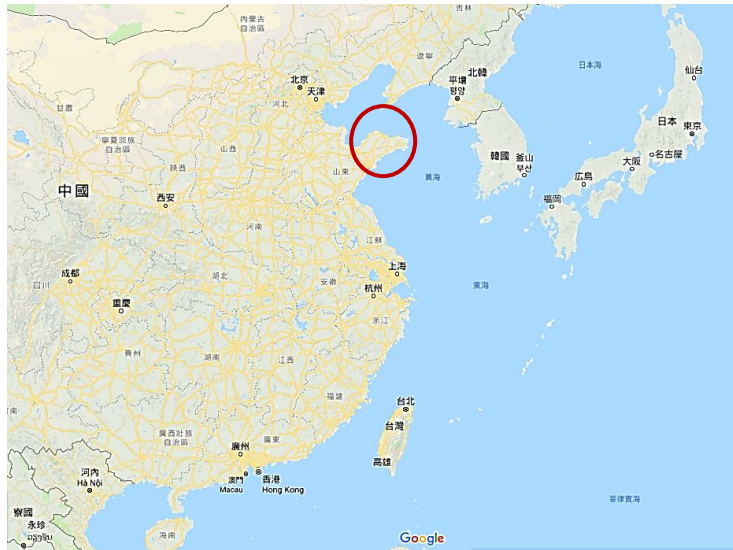 內蒙古
自治區
吉林
遼寧
日本海
仙台
北京
天津
平壤
평양
北韓
河北
甘肅
寧夏回族
自治區
山西
陝西
山東
黃海
韓國
釜山
부산
日本
東京
名古屋
大阪
広島
福岡
中國
西安
河南
江蘇
上海
成都
四川
湖北
安徽
杭州
東海
重慶
浙江
貴州
湖南
江西
福建
台北
台灣
高雄
南
廣西壯族
自治區
廣州
廣東
澳門
Macau
香港
Hong Kong
河內
Hà Nội
寮國
永珍
海南
菲律賓海
Google